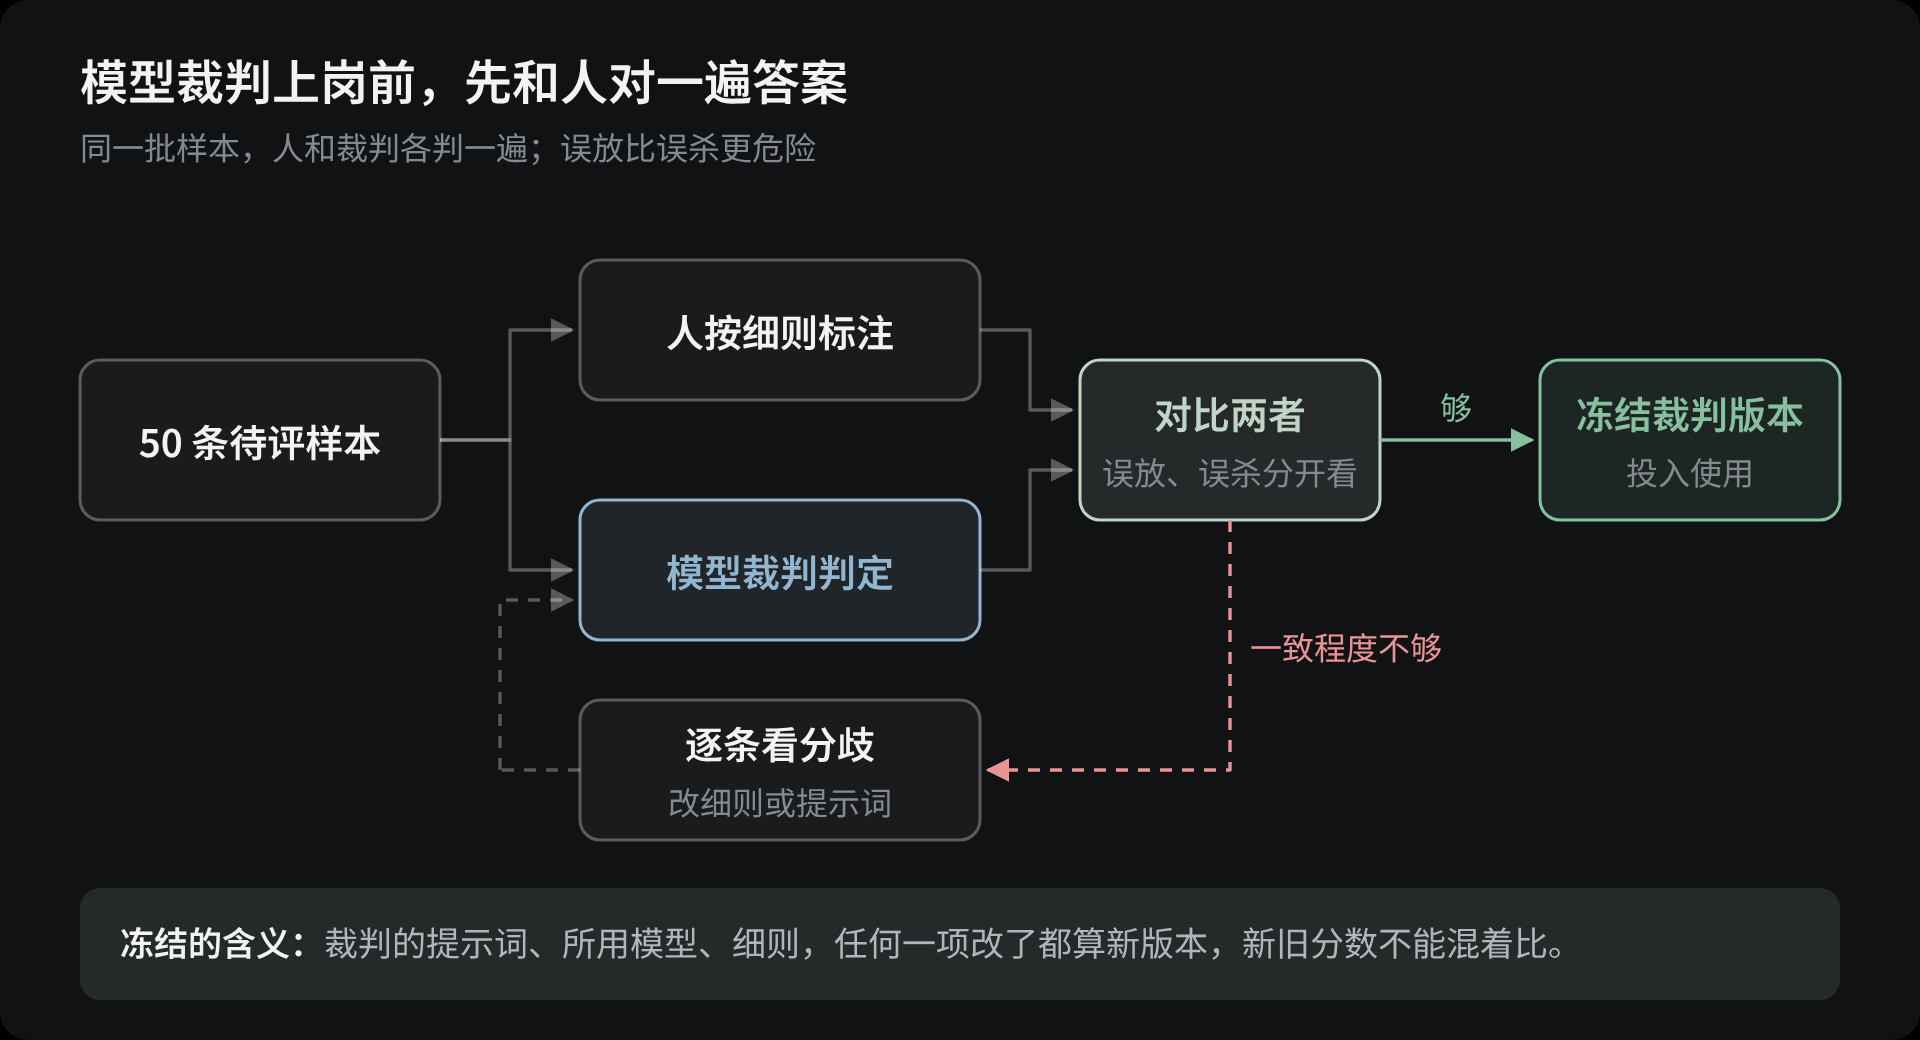 模型裁判上岗前，先和人对一遍答案
同一批样本，人和裁判各判一遍；误放比误杀更危险
50 条待评样本
人按细则标注
模型裁判判定
对比两者
误放、误杀分开看
够
冻结裁判版本
投入使用
一致程度不够
逐条看分歧
改细则或提示词
冻结的含义：裁判的提示词、所用模型、细则，任何一项改了都算新版本，新旧分数不能混着比。